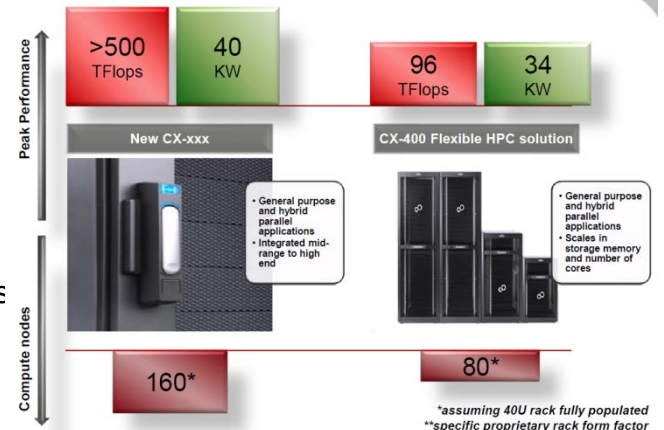 Peak Performance
>500
TFlops
40
KW
96
TFlops
34
KW
New CX-xxx
CX-400 Flexible HPC solution
• General purpose
and hybrid
parallel
applications
• Integrated mid-
range to high
end
• General purpose
and hybrid
parallel
applications
• Scales in
storage memory
and number of
cores
Compute nodes
160*
80*
*assuming 40U rack fully populated
**specific proprietary rack form factor